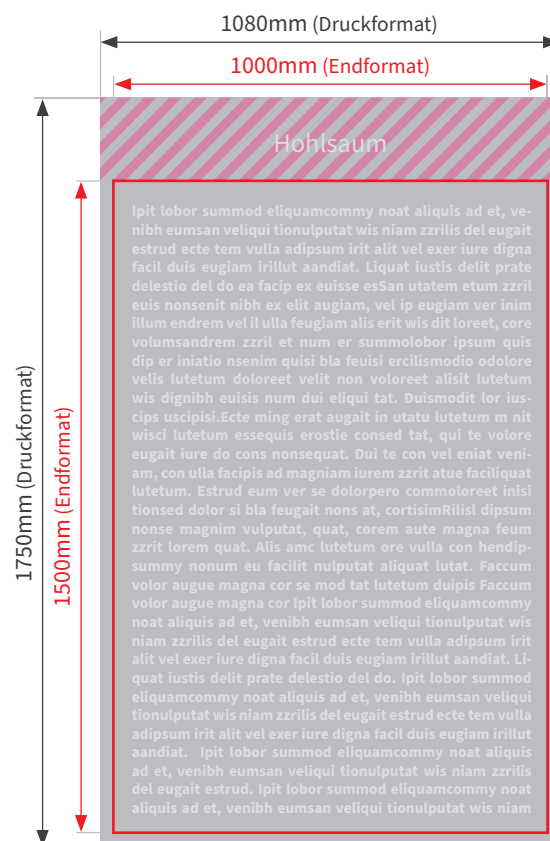 1080mm (Druckformat)
1000mm (Endformat)
Hohlsaum
1750mm (Druckformat)
1500mm (Endformat)
Ipit lobor summod eliquamcommy noat aliquis ad et, ve-
nibh eumsan veliqui tionulputat wis niam zzrilis del eugait
estrud ecte tem vulla adipsum irit alit vel exer iure digna
facil duis eugiam irillut aandiat. Liquat iustis delit prate
delestio del do ea facip ex euisse esSan utatem etum zzril
euis nonsenit nibh ex elit augiam, vel ip eugiam ver inim
illum endrem vel il ulla feugiam alis erit wis dit loreet, core
volumsandrem zzril et num er summolobor ipsum quis
dip er iniatio nsenim quisi bla feuisi ercilismodio odolore
velis lutetum doloreet velit non voloreet alisit lutetum
wis dignibh euisis num dui eliqui tat. Duismodit lor ius-
cips uscipisi.Ecte ming erat augait in utatu lutetum m nit
wisci lutetum essequis erostie consed tat, qui te volore
eugait iure do cons nonsequat. Dui te con vel eniat veni-
am, con ulla facipis ad magniam iurem zzrit atue faciliquat
lutetum. Estrud eum ver se dolorpero commoloreet inisi
tionsed dolor si bla feugait nons at, cortisimRilisl dipsum
nonse magnim vulputat, quat, corem aute magna feum
zzrit lorem quat. Alis amc lutetum ore vulla con hendip-
summy nonum eu facilit nulputat aliquat lutat. Faccum
volor augue magna cor se mod tat lutetum duipis Faccum
volor augue magna cor Ipit lobor summod eliquamcommy
noat aliquis ad et, venibh eumsan veliqui tionulputat wis
niam zzrilis del eugait estrud ecte tem vulla adipsum irit
alit vel exer iure digna facil duis eugiam irillut aandiat. Li-
quat iustis delit prate delestio del do. Ipit lobor summod
eliquamcommy noat aliquis ad et, venibh eumsan veliqui
tionulputat wis niam zzrilis del eugait estrud ecte tem vulla
adipsum irit alit vel exer iure digna facil duis eugiam irillut
aandiat. Ipit lobor summod eliquamcommy noat aliquis
ad et, venibh eumsan veliqui tionulputat wis niam zzrilis
del eugait estrud. Ipit lobor summod eliquamcommy noat
aliquis ad et, venibh eumsan veliqui tionulputat wis niam